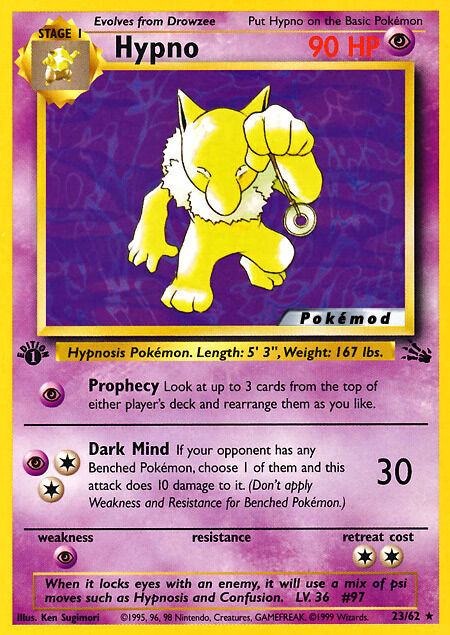 Evolves from Drowzee
Put Hypno on the Basic Pokémon
STAGE 1
Hypno
90 HP
Pokémod
EDITION
1
Hypnosis Pokémon. Length: 5' 3", Weight: 167 lbs.
Prophecy Look at up to 3 cards from the top of
either player's deck and rearrange them as you like.
Dark Mind If your opponent has any
Benched Pokémon, choose 1 of them and this
attack does 10 damage to it. (Don't apply
Weakness and Resistance for Benched Pokémon.)
30
weakness
resistance
retreat cost
When it locks eyes with an enemy, it will use a mix of psi
moves such as Hypnosis and Confusion. LV. 36 #97
Illus. Ken Sugimori
©1995, 96, 98 Nintendo, Creatures, GAMEFREAK. ©1999 Wizards.
23/62 ★